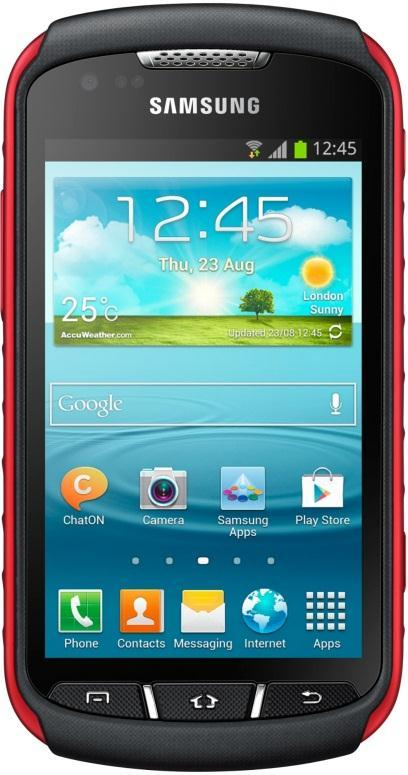 SAMSUNG
12:45
12:45
Thu, 23 Aug
London
Sunny
25°C
AccuWeather.com
Updated 23/08 12:45
Google
C
ChatON
Camera
Samsung
Apps
Play Store
Phone
Contacts
Messaging
Internet
Apps